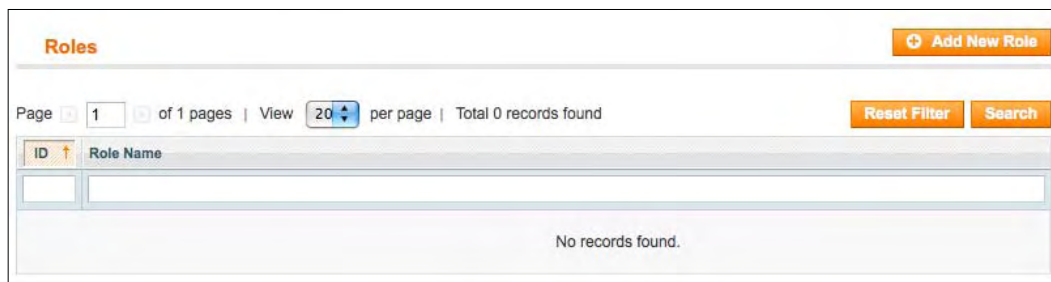 Roles
Add New Role
Page 1 of 1 pages | View 20 per page | Total 0 records found
Reset Filter Search
ID Role Name
No records found.